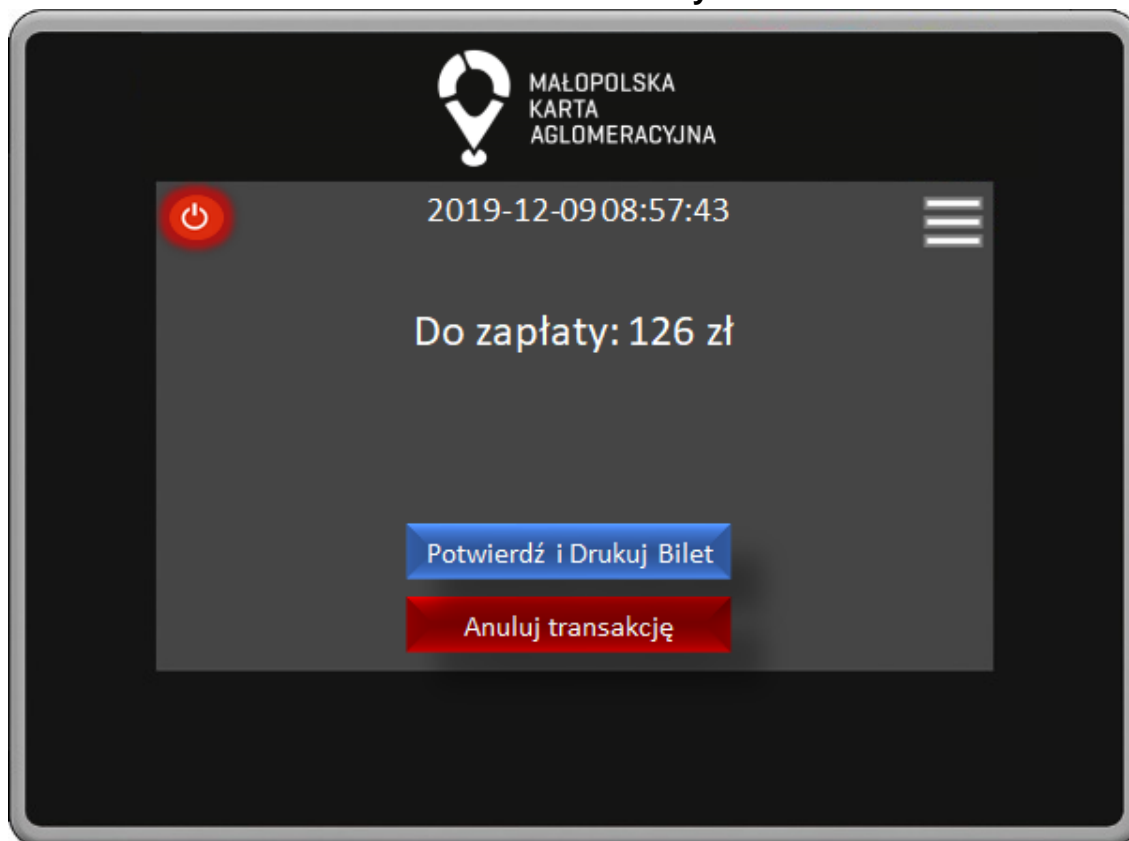 MAŁOPOLSKA
KARTA
AGLOMERACYJNA
2019-12-09 08:57:43
Do zapłaty: 126 zł
Potwierdź i Drukuj Bilet
Anuluj transakcję